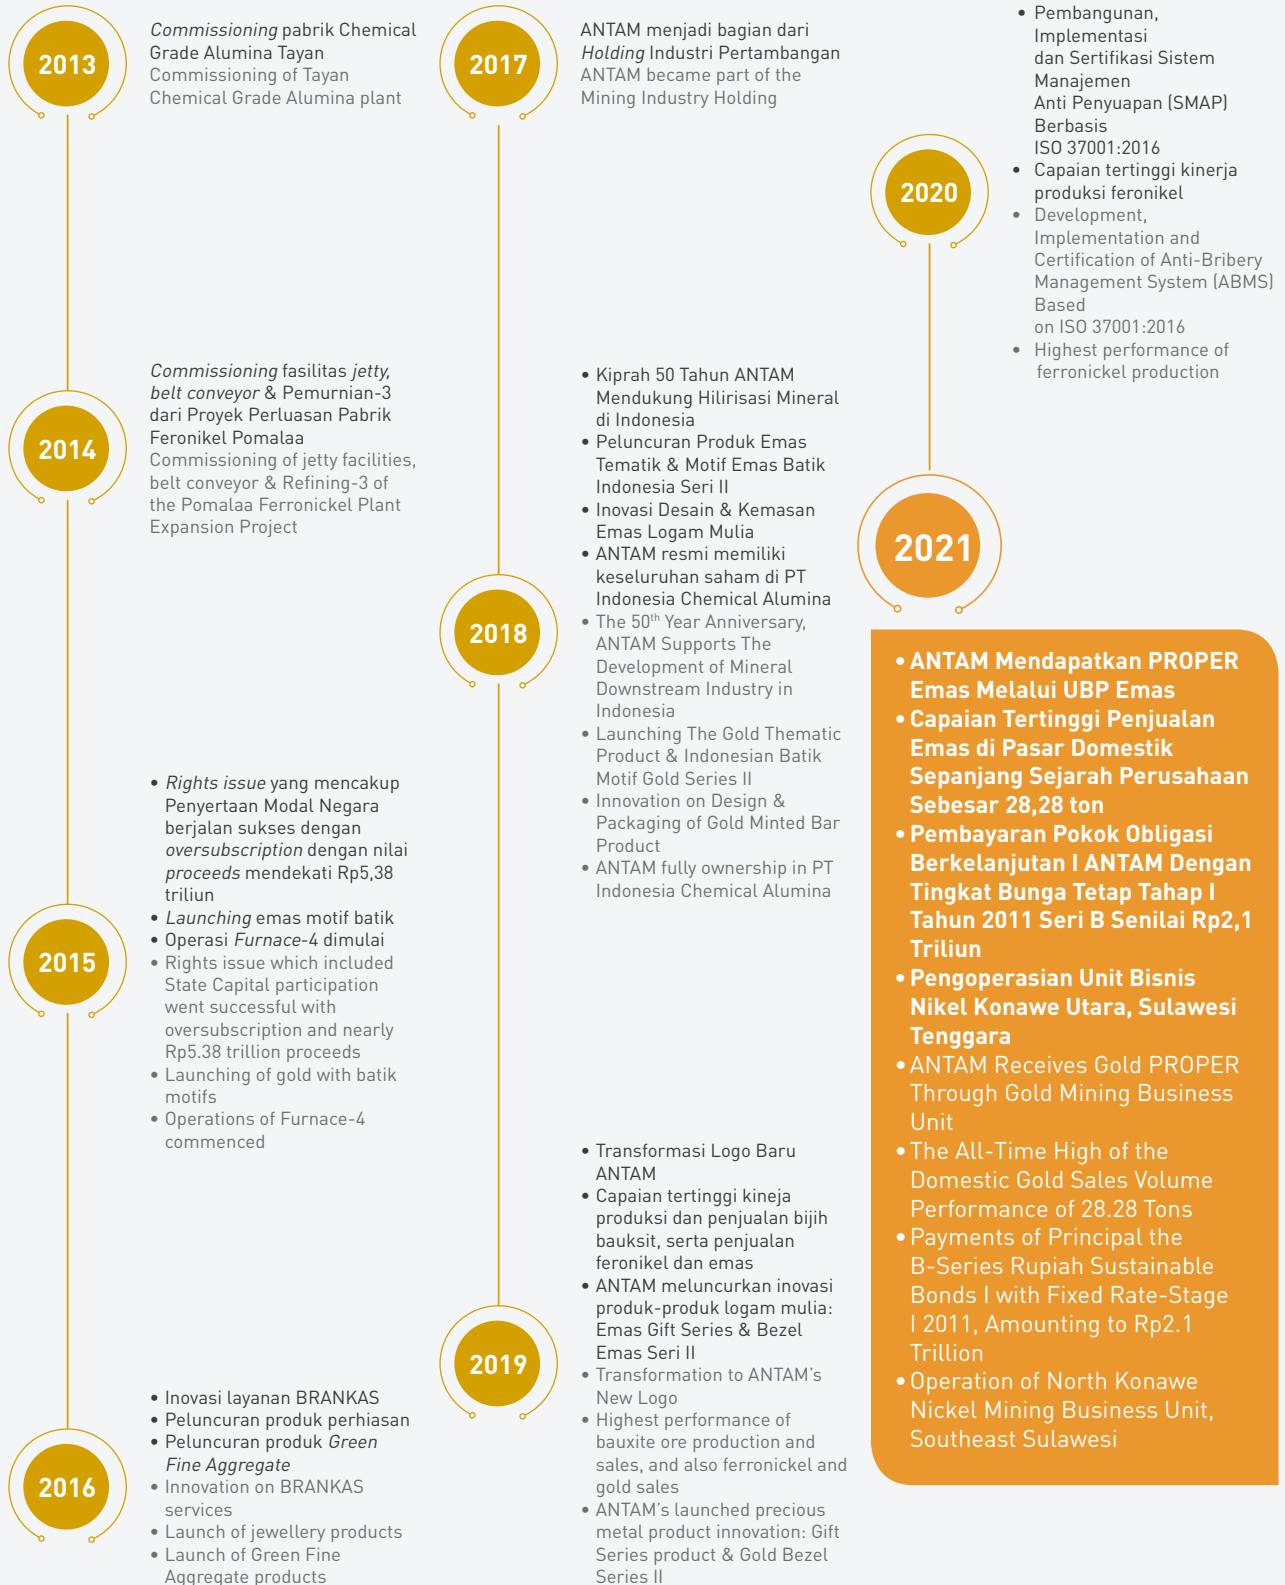 2013
Commissioning pabrik Chemical
Grade Alumina Tayan
Commissioning of Tayan
Chemical Grade Alumina plant
2014
Commissioning fasilitas jetty,
belt conveyor & Pemurnian-3
dari Proyek Perluasan Pabrik
Feronikel Pomalaa
Commissioning of jetty facilities,
belt conveyor & Refining-3 of
the Pomalaa Ferronickel Plant
Expansion Project
2015
• Rights issue yang mencakup
Penyertaan Modal Negara
berjalan sukses dengan
oversubscription dengan nilai
proceeds mendekati Rp5,38
triliun
• Launching emas motif batik
• Operasi Furnace-4 dimulai
• Rights issue which included
State Capital participation
went successful with
oversubscription and nearly
Rp5.38 trillion proceeds
• Launching of gold with batik
motifs
• Operations of Furnace-4
commenced
2016
• Inovasi layanan BRANKAS
• Peluncuran produk perhiasan
• Peluncuran produk Green
Fine Aggregate
• Innovation on BRANKAS
services
• Launch of jewellery products
• Launch of Green Fine
Aggregate products
2017
ANTAM menjadi bagian dari
Holding Industri Pertambangan
ANTAM became part of the
Mining Industry Holding
2018
• Kiprah 50 Tahun ANTAM
Mendukung Hilirisasi Mineral
di Indonesia
• Peluncuran Produk Emas
Tematik & Motif Emas Batik
Indonesia Seri II
• Inovasi Desain & Kemasan
Emas Logam Mulia
• ANTAM resmi memiliki
keseluruhan saham di PT
Indonesia Chemical Alumina
• The 50th Year Anniversary,
ANTAM Supports The
Development of Mineral
Downstream Industry in
Indonesia
• Launching The Gold Thematic
Product & Indonesian Batik
Motif Gold Series II
• Innovation on Design &
Packaging of Gold Minted Bar
Product
• ANTAM fully ownership in PT
Indonesia Chemical Alumina
2019
• Transformasi Logo Baru
ANTAM
• Capaian tertinggi kineja
produksi dan penjualan bijih
bauksit, serta penjualan
feronikel dan emas
• ANTAM meluncurkan inovasi
produk-produk logam mulia:
Emas Gift Series & Bezel
Emas Seri II
• Transformation to ANTAM's
New Logo
• Highest performance of
bauxite ore production and
sales, and also ferronickel and
gold sales
• ANTAM's launched precious
metal product innovation: Gift
Series product & Gold Bezel
Series II
2020
• Pembangunan,
Implementasi
dan Sertifikasi Sistem
Manajemen
Anti Penyuapan (SMAP)
Berbasis
ISO 37001:2016
• Capaian tertinggi kinerja
produksi feronikel
• Development,
Implementation and
Certification of Anti-Bribery
Management System (ABMS)
Based
on ISO 37001:2016
• Highest performance of
ferronickel production
2021
• ANTAM Mendapatkan PROPER
Emas Melalui UBP Emas
• Capaian Tertinggi Penjualan
Emas di Pasar Domestik
Sepanjang Sejarah Perusahaan
Sebesar 28,28 ton
• Pembayaran Pokok Obligasi
Berkelanjutan I ANTAM Dengan
Tingkat Bunga Tetap Tahap I
Tahun 2011 Seri B Senilai Rp2,1
Triliun
• Pengoperasian Unit Bisnis
Nikel Konawe Utara, Sulawesi
Tenggara
• ANTAM Receives Gold PROPER
Through Gold Mining Business
Unit
• The All-Time High of the
Domestic Gold Sales Volume
Performance of 28.28 Tons
• Payments of Principal the
B-Series Rupiah Sustainable
Bonds I with Fixed Rate-Stage
I 2011, Amounting to Rp2.1
Trillion
• Operation of North Konawe
Nickel Mining Business Unit,
Southeast Sulawesi